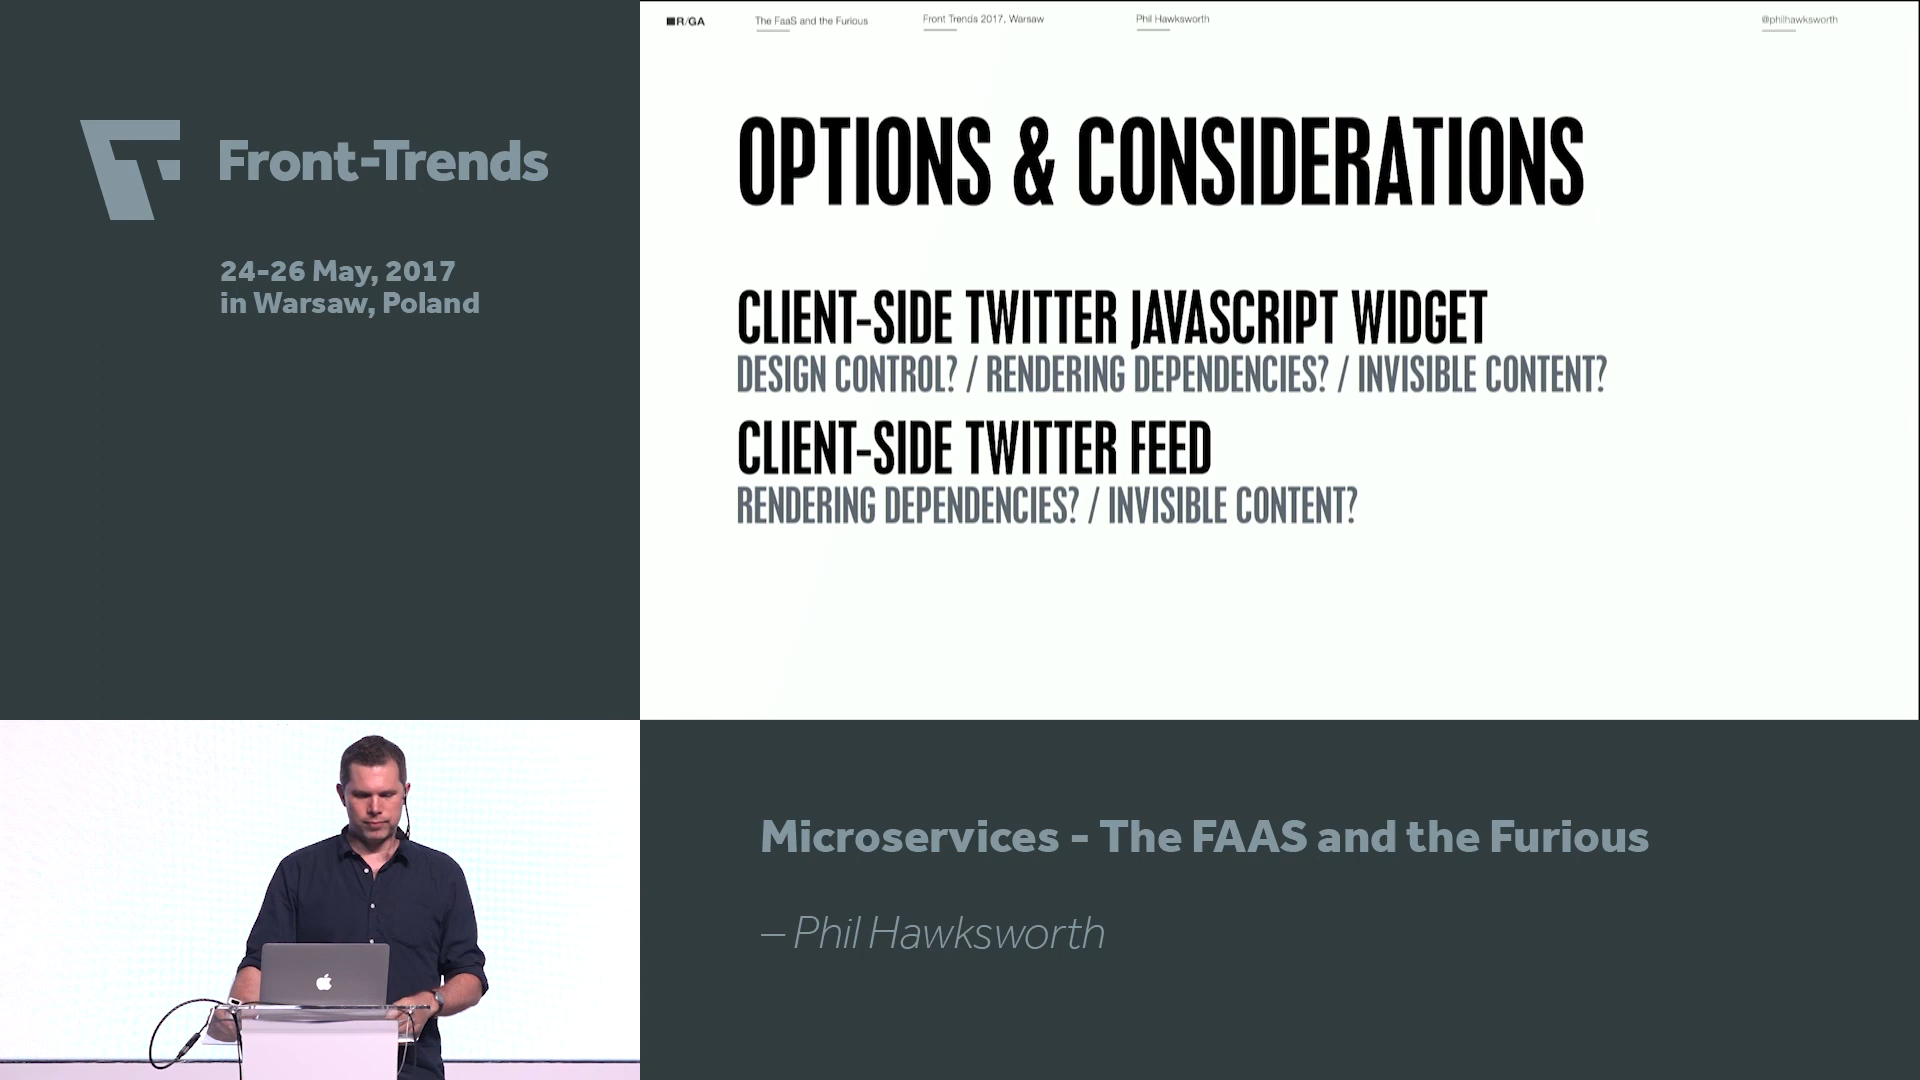 Front-Trends
24-26 May, 2017
in Warsaw, Poland
R/GA
The FaaS and the Furious
Front Trends 2017, Warsaw
Phil Hawksworth
@philhawksworth
OPTIONS & CONSIDERATIONS
CLIENT-SIDE TWITTER JAVASCRIPT WIDGET
DESIGN CONTROL? / RENDERING DEPENDENCIES? / INVISIBLE CONTENT?
CLIENT-SIDE TWITTER FEED
RENDERING DEPENDENCIES? / INVISIBLE CONTENT?
Microservices - The FAAS and the Furious
– Phil Hawksworth